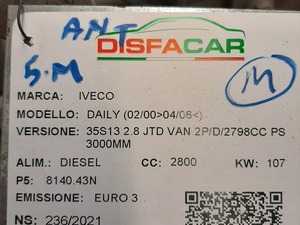 ANT
DISFACAR
S.M
M
MARCA: IVECO
MODELLO: DAILY (02/00>04/06<)
VERSIONE: 35S13 2.8 JTD VAN 2P/D/2798CC PS
3000MM
ALIM.: DIESEL CC: 2800 KW: 107
P5: 8140.43N
EMISSIONE: EURO 3
NS: 236/2021